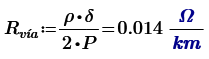 R_vía := (ρ • δ) / (2 • P) = 0.014 Ω/km